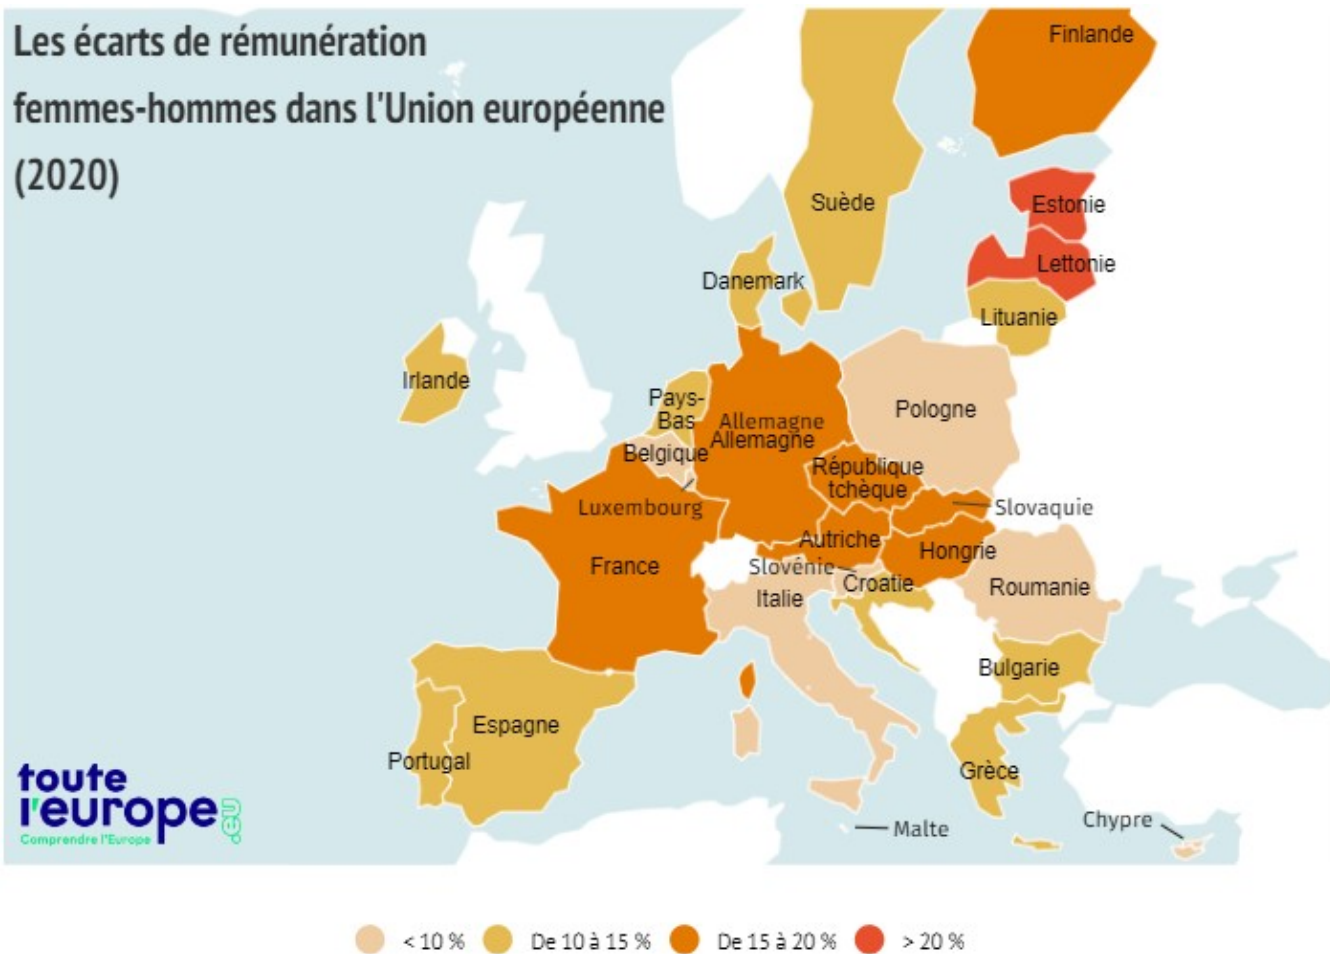 Les écarts de rémunération
femmes-hommes dans l'Union européenne
(2020)
Finlande
Suède
Estonie
Lettonie
Danemark
Lituanie
Irlande
Pays-
Bas
Pologne
Allemagne
Allemagne
Belgique
République
tchèque
Luxembourg
Slovaquie
Autriche
Hongrie
France
Slovénie
Croatie
Italie
Roumanie
Bulgarie
Espagne
Portugal
Grèce
Chypre
Malte
toute
l'europe.eu
Comprendre l'Europe
< 10 %
De 10 à 15 %
De 15 à 20 %
> 20 %